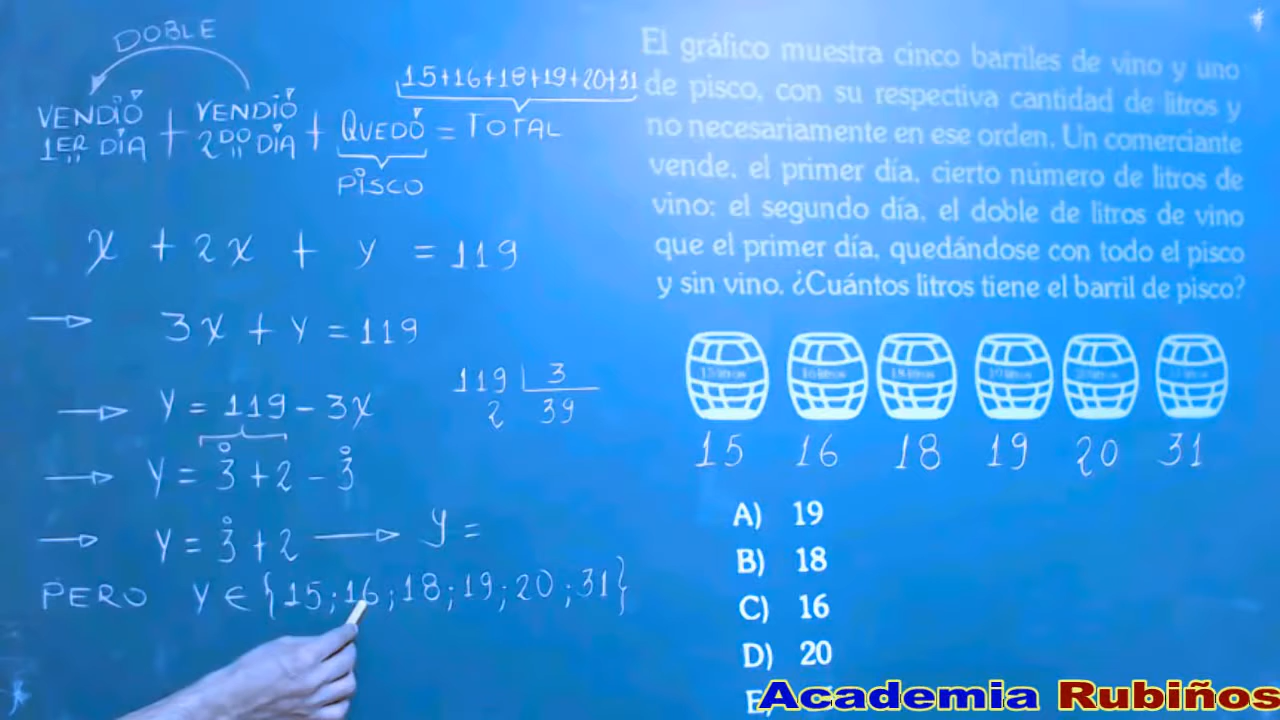 DOBLE
15+16+18+19+20+31
VENDIÓ + VENDIÓ + QUEDÓ = TOTAL
1ER DÍA 2DO DÍA
PISCO
x + 2x + y = 119
→ 3x + y = 119
→ y = 119 - 3x
119 | 3
2 39
→ y = 3̊ + 2 - 3̊
→ y = 3̊ + 2 → y =
PERO y ∈ {15;16;18;19;20;31}
El gráfico muestra cinco barriles de vino y uno
de pisco, con su respectiva cantidad de litros y
no necesariamente en ese orden. Un comerciante
vende, el primer día, cierto número de litros de
vino; el segundo día, el doble de litros de vino
que el primer día, quedándose con todo el pisco
y sin vino. ¿Cuántos litros tiene el barril de pisco?
15 16 18 19 20 31
A) 19
B) 18
C) 16
D) 20
Academia Rubiños